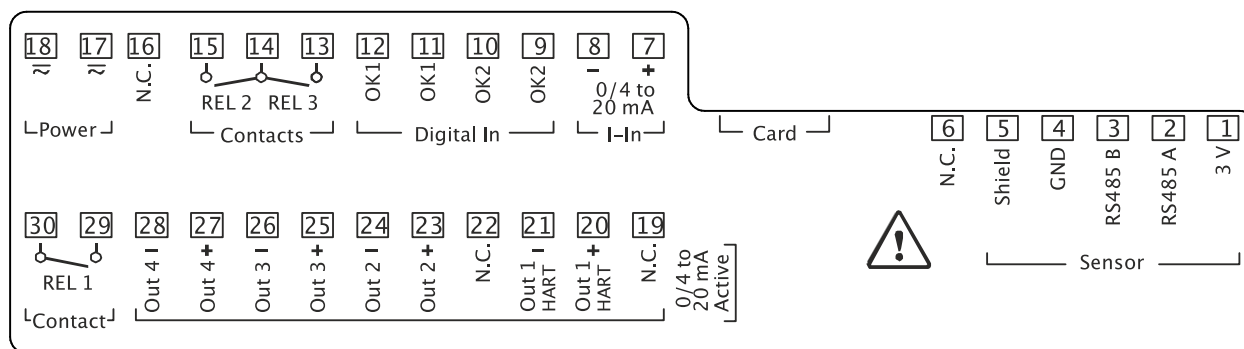 18 17 16 15 14 13 12 11 10 9 8 7
≂ ≂ N.C. OK1 OK1 OK2 OK2 − +
REL 2 REL 3
0/4 to
20 mA
Power Contacts Digital In I-In Card
6 5 4 3 2 1
N.C. Shield GND RS485 B RS485 A 3 V
Sensor
30 29 28 27 26 25 24 23 22 21 20 19
REL 1
Out 4 − Out 4 + Out 3 − Out 3 + Out 2 − Out 2 + N.C.
Out 1 −
HART
Out 1 +
HART
N.C.
0/4 to
20 mA
Active
Contact
!